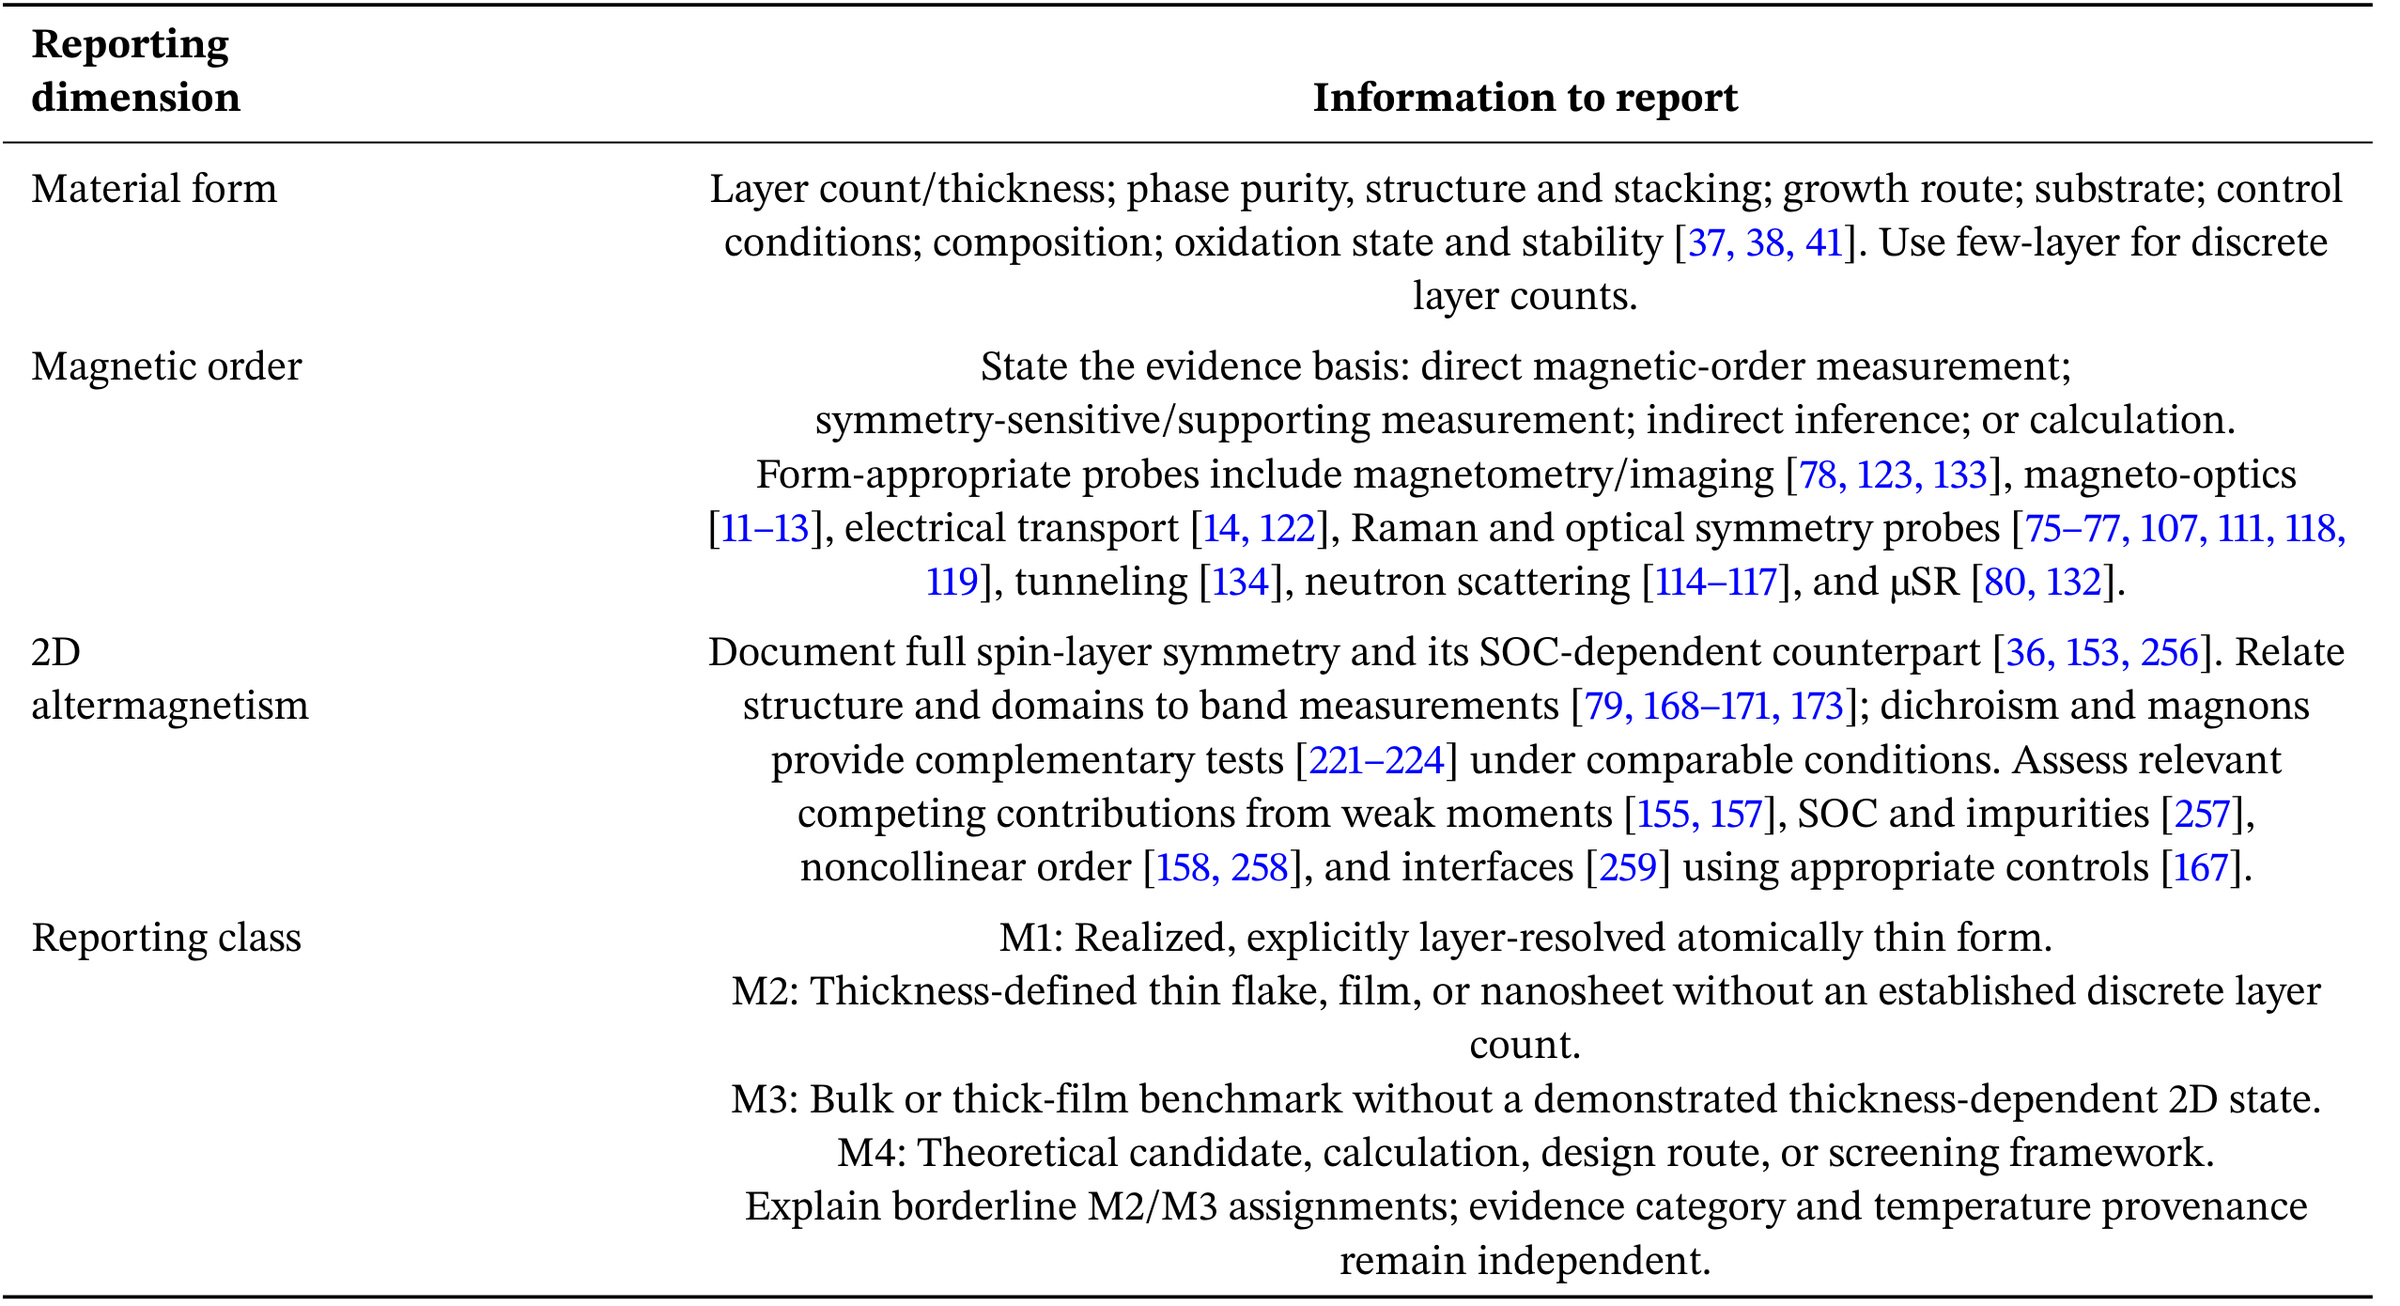 Reporting
dimension
Information to report
Material form
Layer count/thickness; phase purity, structure and stacking; growth route; substrate; control
conditions; composition; oxidation state and stability [37, 38, 41]. Use few-layer for discrete
layer counts.
Magnetic order
State the evidence basis: direct magnetic-order measurement;
symmetry-sensitive/supporting measurement; indirect inference; or calculation.
Form-appropriate probes include magnetometry/imaging [78, 123, 133], magneto-optics
[11–13], electrical transport [14, 122], Raman and optical symmetry probes [75–77, 107, 111, 118,
119], tunneling [134], neutron scattering [114–117], and μSR [80, 132].
2D
altermagnetism
Document full spin-layer symmetry and its SOC-dependent counterpart [36, 153, 256]. Relate
structure and domains to band measurements [79, 168–171, 173]; dichroism and magnons
provide complementary tests [221–224] under comparable conditions. Assess relevant
competing contributions from weak moments [155, 157], SOC and impurities [257],
noncollinear order [158, 258], and interfaces [259] using appropriate controls [167].
Reporting class
M1: Realized, explicitly layer-resolved atomically thin form.
M2: Thickness-defined thin flake, film, or nanosheet without an established discrete layer
count.
M3: Bulk or thick-film benchmark without a demonstrated thickness-dependent 2D state.
M4: Theoretical candidate, calculation, design route, or screening framework.
Explain borderline M2/M3 assignments; evidence category and temperature provenance
remain independent.